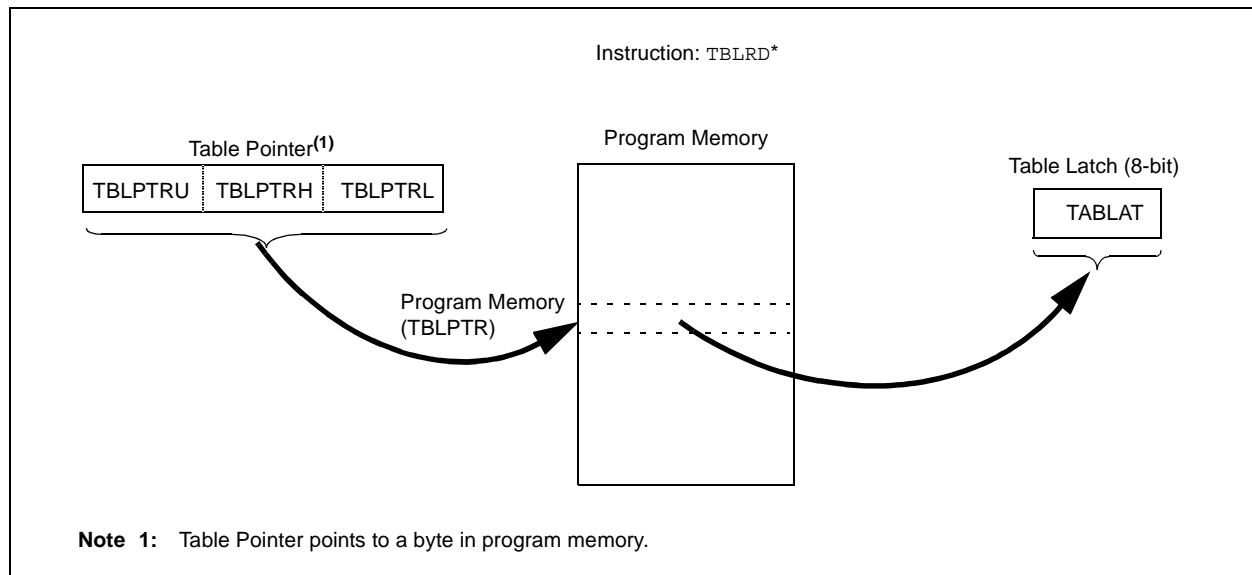 Instruction: TBLRD*
Table Pointer(1)
TBLPTRU TBLPTRH TBLPTRL
Program Memory
(TBLPTR)
Program Memory
Table Latch (8-bit)
TABLAT
Note 1: Table Pointer points to a byte in program memory.